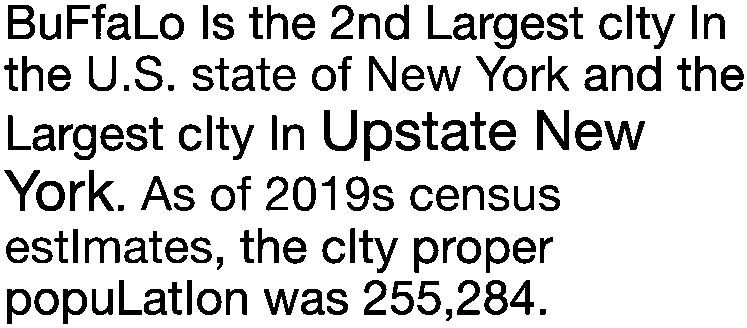 BuFfaLo Is the 2nd Largest cIty In
the U.S. state of New York and the
Largest cIty In Upstate New
York. As of 2019s census
estImates, the cIty proper
popuLatIon was 255,284.